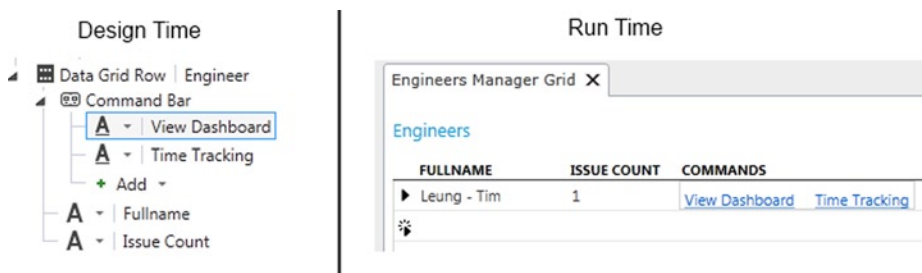 Design Time
Data Grid Row Engineer
Command Bar
A View Dashboard
A Time Tracking
+ Add
A Fullname
A Issue Count
Run Time
Engineers Manager Grid X
Engineers
FULLNAME ISSUE COUNT COMMANDS
Leung - Tim 1 View Dashboard Time Tracking